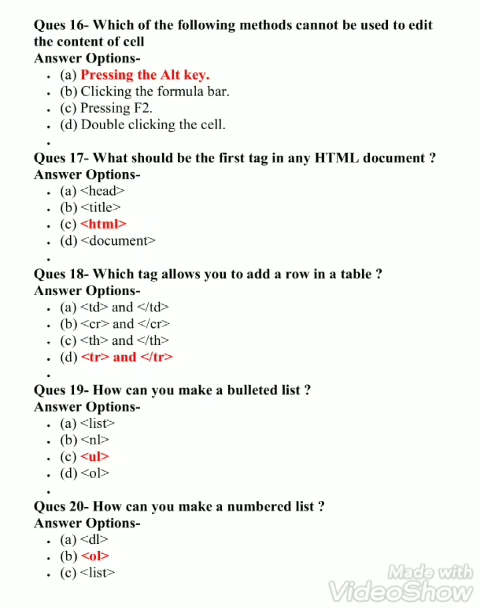 Ques 16- Which of the following methods cannot be used to edit
the content of cell
Answer Options-
• (a) Pressing the Alt key.
• (b) Clicking the formula bar.
• (c) Pressing F2.
• (d) Double clicking the cell.
•
Ques 17- What should be the first tag in any HTML document ?
Answer Options-
• (a) <head>
• (b) <title>
• (c) <html>
• (d) <document>
•
Ques 18- Which tag allows you to add a row in a table ?
Answer Options-
• (a) <td> and </td>
• (b) <cr> and </cr>
• (c) <th> and </th>
• (d) <tr> and </tr>
•
Ques 19- How can you make a bulleted list ?
Answer Options-
• (a) <list>
• (b) <nl>
• (c) <ul>
• (d) <ol>
•
Ques 20- How can you make a numbered list ?
Answer Options-
• (a) <dl>
• (b) <ol>
• (c) <list>
Made with
VideoShow